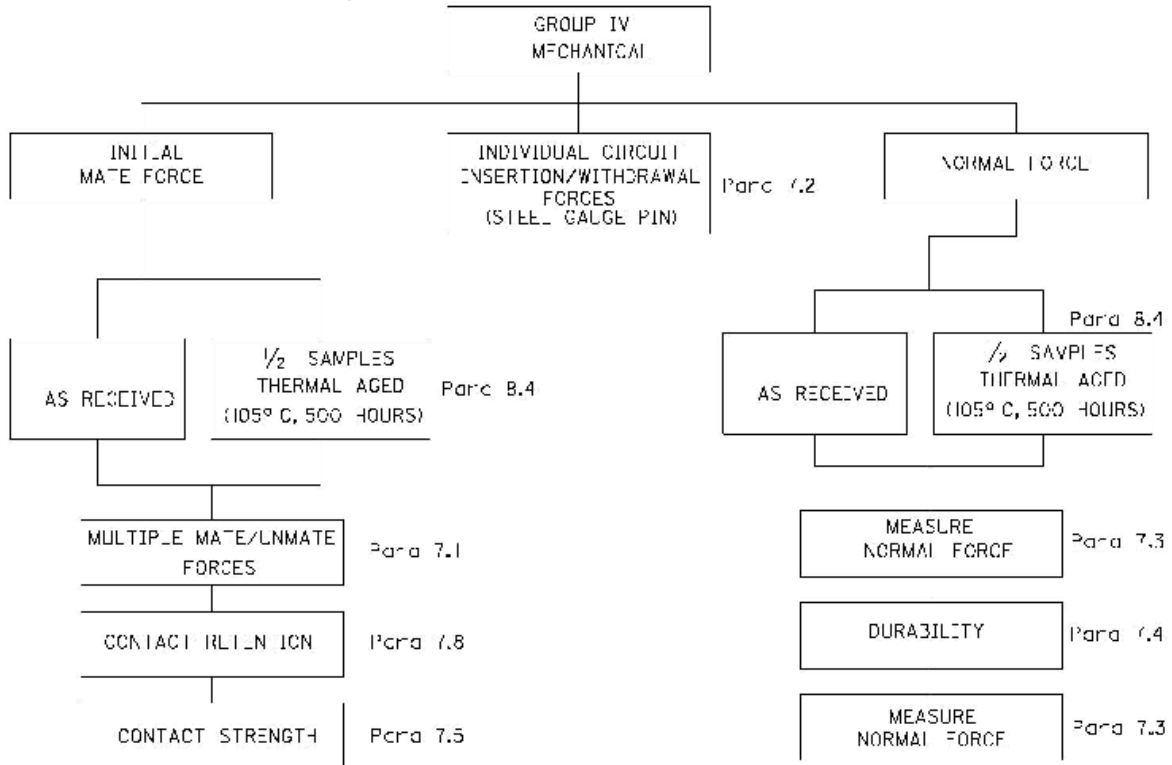 GROUP IV
MECHANICAL
INITIAL
MATE FORCE
INDIVIDUAL CIRCUIT
INSERTION/WITHDRAWAL
FORCES
(STEEL GAUGE PIN)
Para 7.2
NORMAL FORCE
AS RECEIVED
1/2 SAMPLES
THERMAL AGED
(105° C, 500 HOURS)
Para 8.4
AS RECEIVED
Para 8.4
1/2 SAMPLES
THERMAL AGED
(105° C, 500 HOURS)
MULTIPLE MATE/UNMATE
FORCES
Para 7.1
CONTACT RETENTION
Para 7.8
CONTACT STRENGTH
Para 7.5
MEASURE
NORMAL FORCE
Para 7.3
DURABILITY
Para 7.4
MEASURE
NORMAL FORCE
Para 7.3